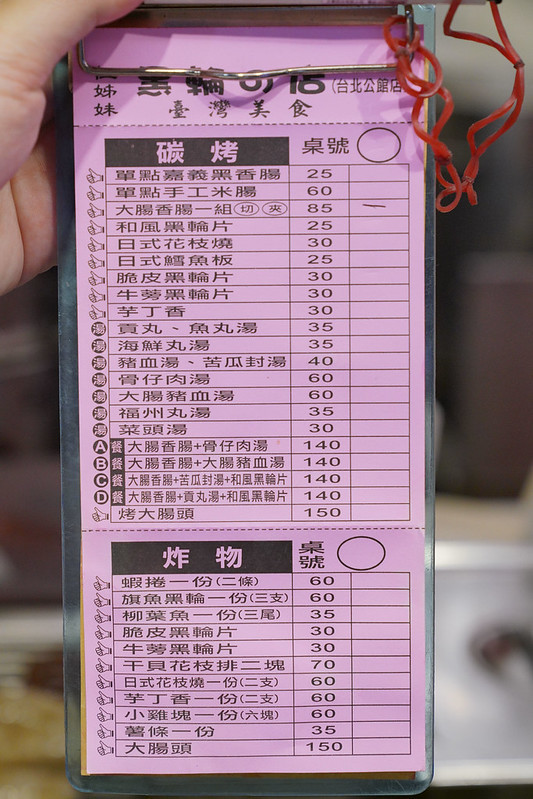 姊妹
黑輪の店(台北公館店)
臺灣美食
碳烤 桌號
單點嘉義黑香腸 25
單點手工米腸 60
大腸香腸一組 切 夾 85 一
和風黑輪片 25
日式花枝燒 30
日式鱈魚板 25
脆皮黑輪片 30
牛蒡黑輪片 30
芋丁香 30
湯 貢丸、魚丸湯 35
湯 海鮮丸湯 35
湯 豬血湯、苦瓜封湯 40
湯 骨仔肉湯 60
湯 大腸豬血湯 60
湯 福州丸湯 35
湯 菜頭湯 30
A餐 大腸香腸+骨仔肉湯 140
B餐 大腸香腸+大腸豬血湯 140
C餐 大腸香腸+苦瓜封湯+和風黑輪片 140
D餐 大腸香腸+貢丸湯+和風黑輪片 140
烤大腸頭 150
炸物 桌號
蝦捲一份(二條) 60
旗魚黑輪一份(三支) 60
柳葉魚一份(三尾) 35
脆皮黑輪片 30
牛蒡黑輪片 30
干貝花枝排二塊 70
日式花枝燒一份(二支) 60
芋丁香一份(二支) 60
小雞塊一份(六塊) 60
薯條一份 35
大腸頭 150